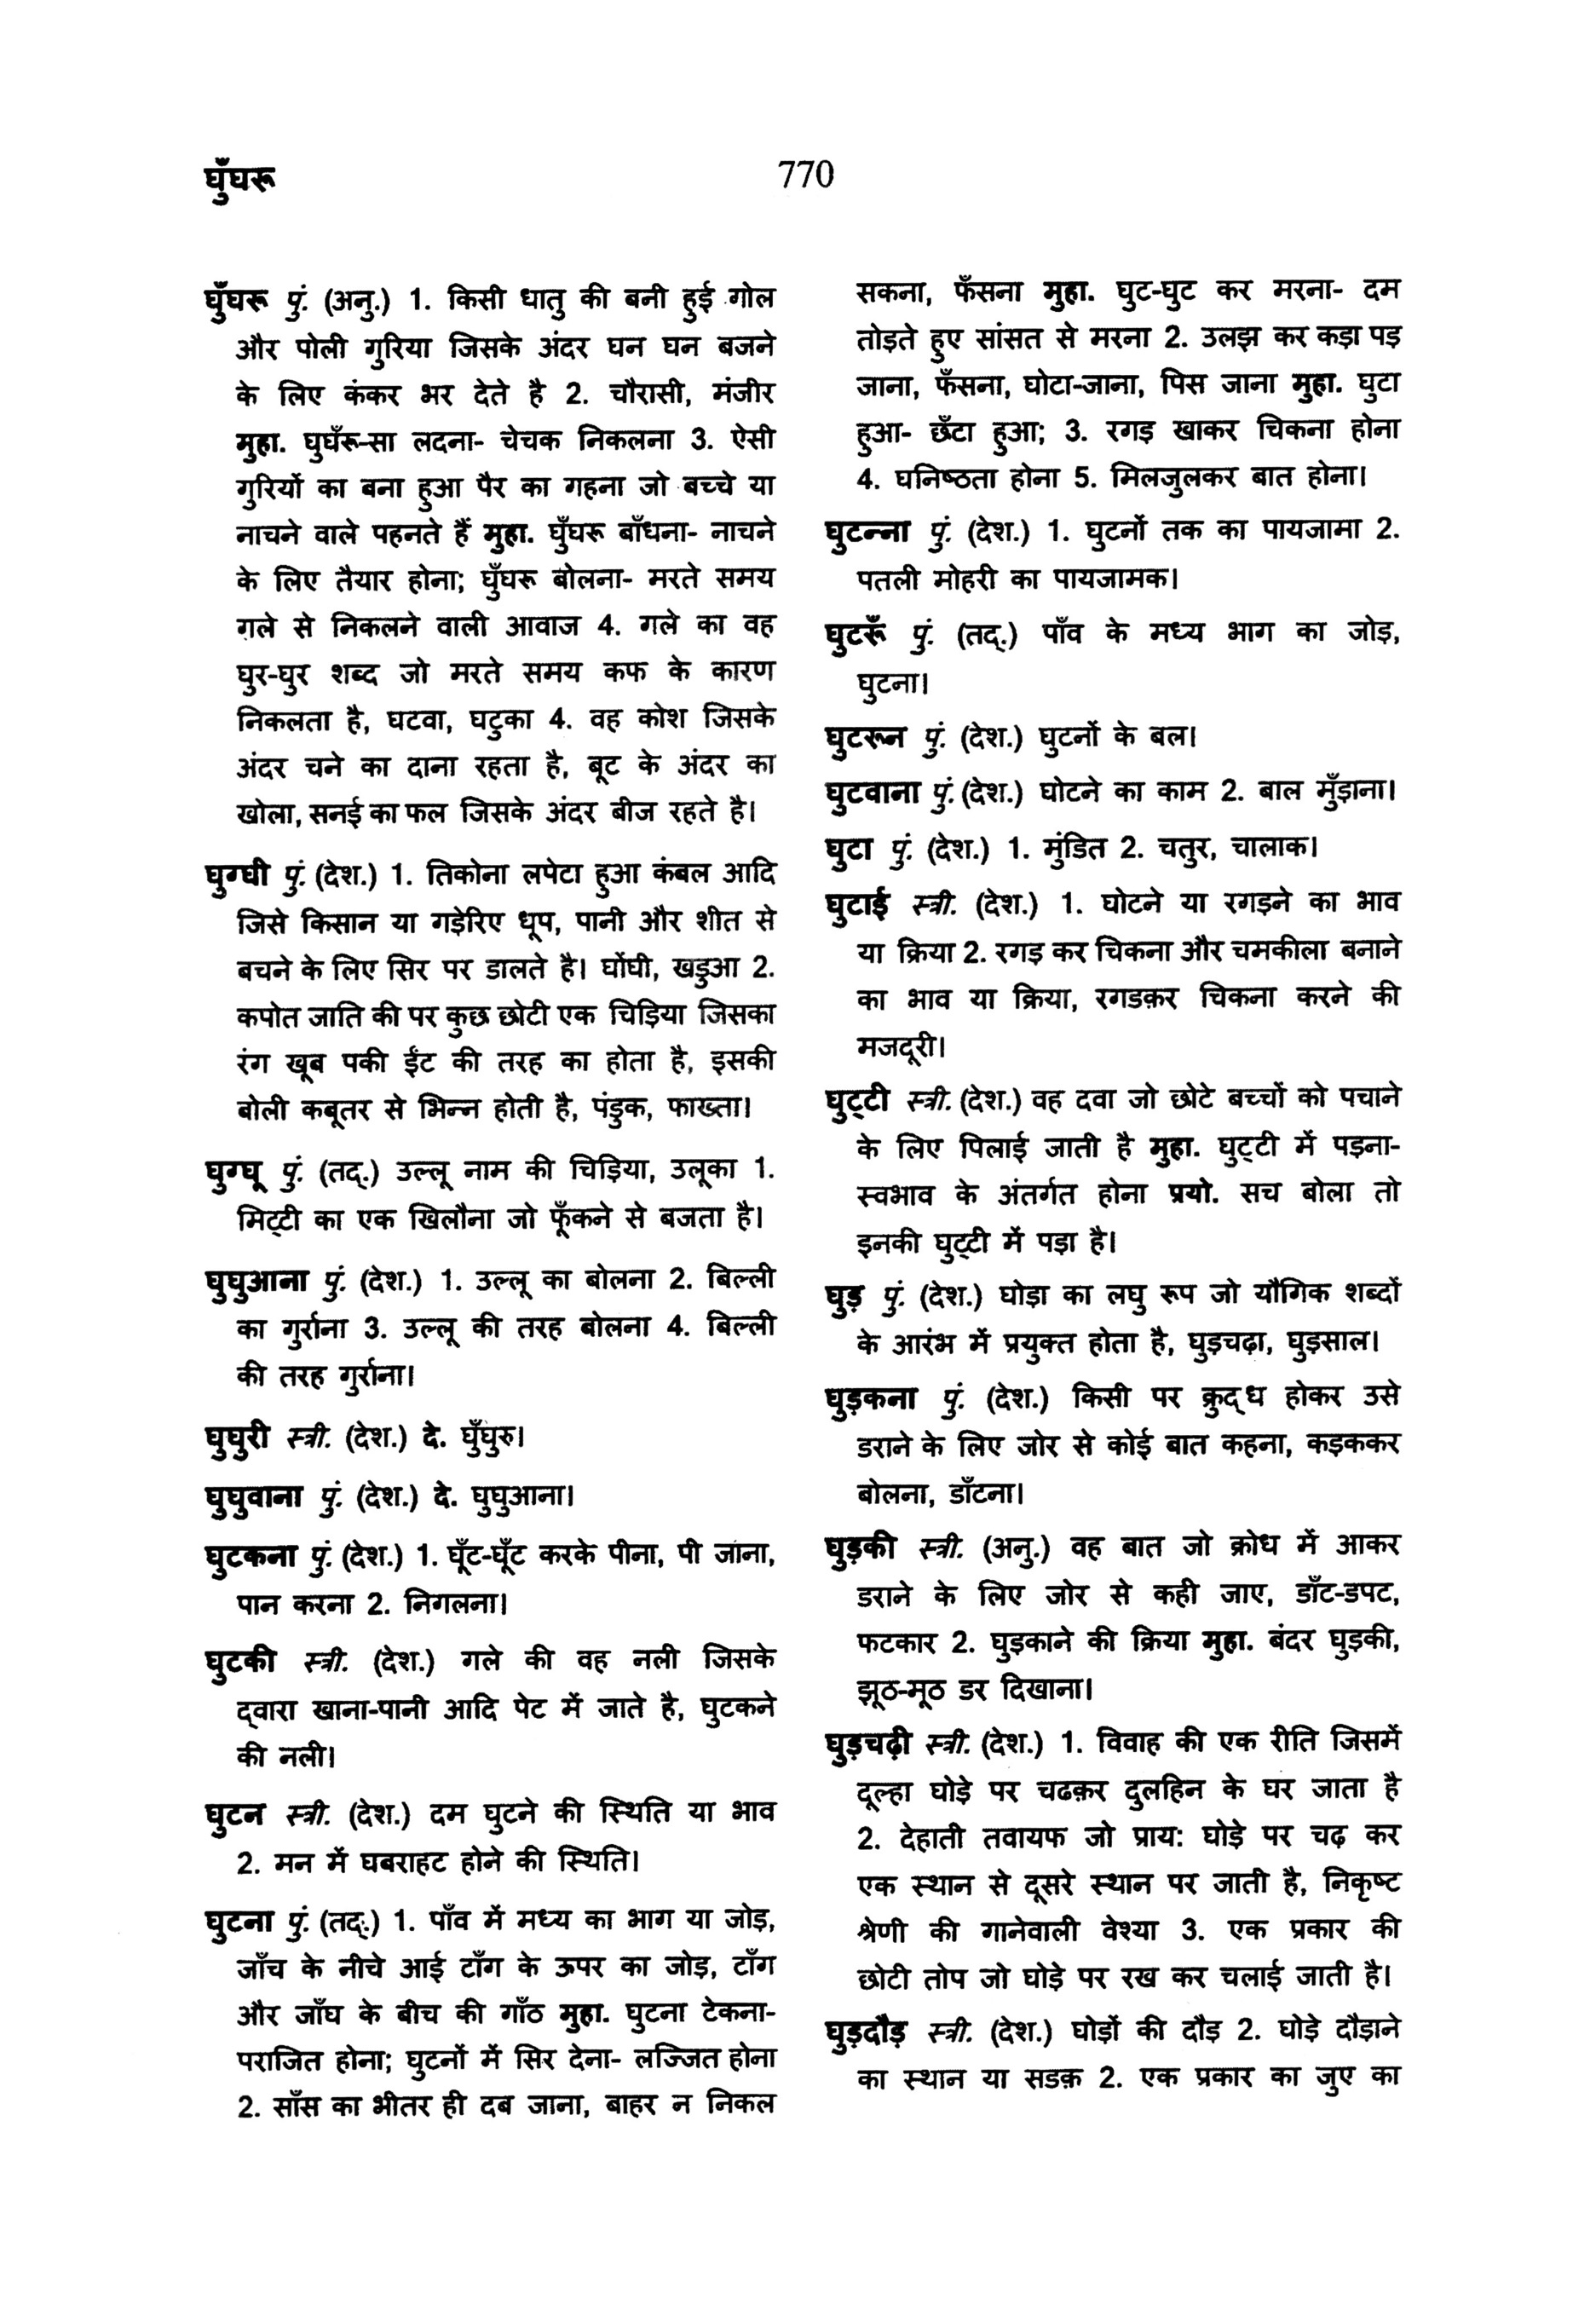 घुँघरू
770
घुँघरू पुं. (अनु.) 1. किसी धातु की बनी हुई गोल
और पोली गुरिया जिसके अंदर घन घन बजने
के लिए कंकर भर देते है 2. चौरासी, मंजीर
मुहा. घुघँरू-सा लदना- चेचक निकलना 3. ऐसी
गुरियों का बना हुआ पैर का गहना जो बच्चे या
नाचने वाले पहनते हैं मुहा. घुँघरू बाँधना- नाचने
के लिए तैयार होना; घुँघरू बोलना- मरते समय
गले से निकलने वाली आवाज 4. गले का वह
घुर-घुर शब्द जो मरते समय कफ के कारण
निकलता है, घटवा, घटुका 4. वह कोश जिसके
अंदर चने का दाना रहता है, बूट के अंदर का
खोला, सनई का फल जिसके अंदर बीज रहते है।
घुग्घी पुं. (देश.) 1. तिकोना लपेटा हुआ कंबल आदि
जिसे किसान या गड़ेरिए धूप, पानी और शीत से
बचने के लिए सिर पर डालते है। घोंघी, खडुआ 2.
कपोत जाति की पर कुछ छोटी एक चिड़िया जिसका
रंग खूब पकी ईंट की तरह का होता है, इसकी
बोली कबूतर से भिन्न होती है, पंडुक, फाख्ता।
घुग्घू पुं. (तद्.) उल्लू नाम की चिड़िया, उलूका 1.
मिट्टी का एक खिलौना जो फूँकने से बजता है।
घुघुआना पुं. (देश.) 1. उल्लू का बोलना 2. बिल्ली
का गुर्राना 3. उल्लू की तरह बोलना 4. बिल्ली
की तरह गुर्राना।
घुघुरी स्त्री. (देश.) दे. घुँघुरु।
घुघुवाना पुं. (देश.) दे. घुघुआना।
घुटकना पुं. (देश.) 1. घूँट-घूँट करके पीना, पी जाना,
पान करना 2. निगलना।
घुटकी स्त्री. (देश.) गले की वह नली जिसके
द्वारा खाना-पानी आदि पेट में जाते है, घुटकने
की नली।
घुटन स्त्री. (देश.) दम घुटने की स्थिति या भाव
2. मन में घबराहट होने की स्थिति।
घुटना पुं. (तद्.) 1. पाँव में मध्य का भाग या जोड़,
जाँच के नीचे आई टाँग के ऊपर का जोड़, टाँग
और जाँघ के बीच की गाँठ मुहा. घुटना टेकना-
पराजित होना; घुटनों में सिर देना- लज्जित होना
2. साँस का भीतर ही दब जाना, बाहर न निकल
सकना, फँसना मुहा. घुट-घुट कर मरना- दम
तोड़ते हुए सांसत से मरना 2. उलझ कर कड़ा पड़
जाना, फँसना, घोटा-जाना, पिस जाना मुहा. घुटा
हुआ- छँटा हुआ; 3. रगड़ खाकर चिकना होना
4. घनिष्ठता होना 5. मिलजुलकर बात होना।
घुटन्ना पुं. (देश.) 1. घुटनों तक का पायजामा 2.
पतली मोहरी का पायजामक।
घुटरूँ पुं. (तद्.) पाँव के मध्य भाग का जोड़,
घुटना।
घुटरून पुं. (देश.) घुटनों के बल।
घुटवाना पुं. (देश.) घोटने का काम 2. बाल मुँड़ाना।
घुटा पुं. (देश.) 1. मुंडित 2. चतुर, चालाक।
घुटाई स्त्री. (देश.) 1. घोटने या रगड़ने का भाव
या क्रिया 2. रगड़ कर चिकना और चमकीला बनाने
का भाव या क्रिया, रगडक़र चिकना करने की
मजदूरी।
घुट्टी स्त्री. (देश.) वह दवा जो छोटे बच्चों को पचाने
के लिए पिलाई जाती है मुहा. घुट्टी में पड़ना-
स्वभाव के अंतर्गत होना प्रयो. सच बोला तो
इनकी घुट्टी में पड़ा है।
घुड़ पुं. (देश.) घोड़ा का लघु रूप जो यौगिक शब्दों
के आरंभ में प्रयुक्त होता है, घुड़चढ़ा, घुड़साल।
घुड़कना पुं. (देश.) किसी पर क्रुद्ध होकर उसे
डराने के लिए जोर से कोई बात कहना, कड़ककर
बोलना, डाँटना।
घुड़की स्त्री. (अनु.) वह बात जो क्रोध में आकर
डराने के लिए जोर से कही जाए, डाँट-डपट,
फटकार 2. घुड़काने की क्रिया मुहा. बंदर घुड़की,
झूठ-मूठ डर दिखाना।
घुड़चढ़ी स्त्री. (देश.) 1. विवाह की एक रीति जिसमें
दूल्हा घोड़े पर चढक़र दुलहिन के घर जाता है
2. देहाती तवायफ जो प्राय: घोड़े पर चढ़ कर
एक स्थान से दूसरे स्थान पर जाती है, निकृष्ट
श्रेणी की गानेवाली वेश्या 3. एक प्रकार की
छोटी तोप जो घोड़े पर रख कर चलाई जाती है।
घुड़दौड़ स्त्री. (देश.) घोड़ों की दौड़ 2. घोड़े दौड़ाने
का स्थान या सडक़ 2. एक प्रकार का जुए का